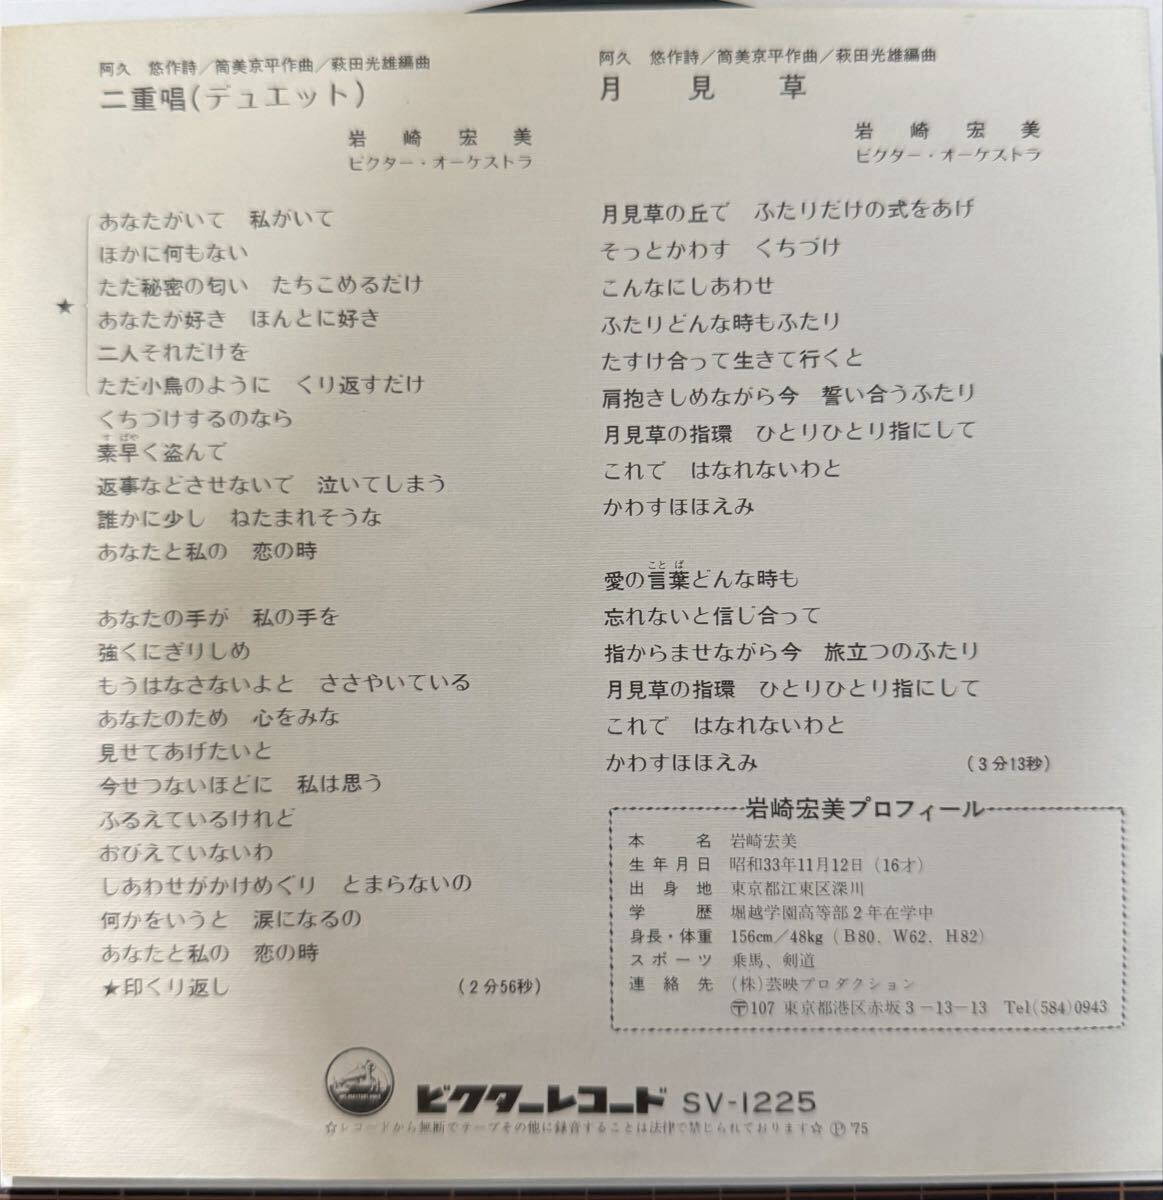 阿久　悠作詩／筒美京平作曲／萩田光雄編曲
二重唱(デュエット)
岩崎宏美
ビクター・オーケストラ
あなたがいて　私がいて
ほかに何もない
ただ秘密の匂い　たちこめるだけ
★
あなたが好き　ほんとに好き
二人それだけを
ただ小鳥のように　くり返すだけ
くちづけするのなら
すばや
素早く盗んで
返事などさせないで　泣いてしまう
誰かに少し　ねたまれそうな
あなたと私の　恋の時
あなたの手が　私の手を
強くにぎりしめ
もうはなさないよと　ささやいている
あなたのため　心をみな
見せてあげたいと
今せつないほどに　私は思う
ふるえているけれど
おびえていないわ
しあわせがかけめぐり　とまらないの
何かをいうと　涙になるの
あなたと私の　恋の時
★印くり返し　(2分56秒)
阿久　悠作詩／筒美京平作曲／萩田光雄編曲
月見草
岩崎宏美
ビクター・オーケストラ
月見草の丘で　ふたりだけの式をあげ
そっとかわす　くちづけ
こんなにしあわせ
ふたりどんな時もふたり
たすけ合って生きて行くと
肩抱きしめながら今　誓い合うふたり
月見草の指環　ひとりひとり指にして
これで　はなれないわと
かわすほほえみ
ことば
愛の言葉どんな時も
忘れないと信じ合って
指からませながら今　旅立つのふたり
月見草の指環　ひとりひとり指にして
これで　はなれないわと
かわすほほえみ　(3分13秒)
岩崎宏美プロフィール
本名　岩崎宏美
生年月日　昭和33年11月12日(16才)
出身地　東京都江東区深川
学歴　堀越学園高等部2年在学中
身長・体重　156cm／48kg (B80．W62．H82)
スポーツ　乗馬、剣道
連絡先　(株)芸映プロダクション
〶107 東京都港区赤坂3-13-13　Tel(584)0943
ビクターレコード SV-1225
☆レコードから無断でテープその他に録音することは法律で禁じられております☆ Ⓟ'75